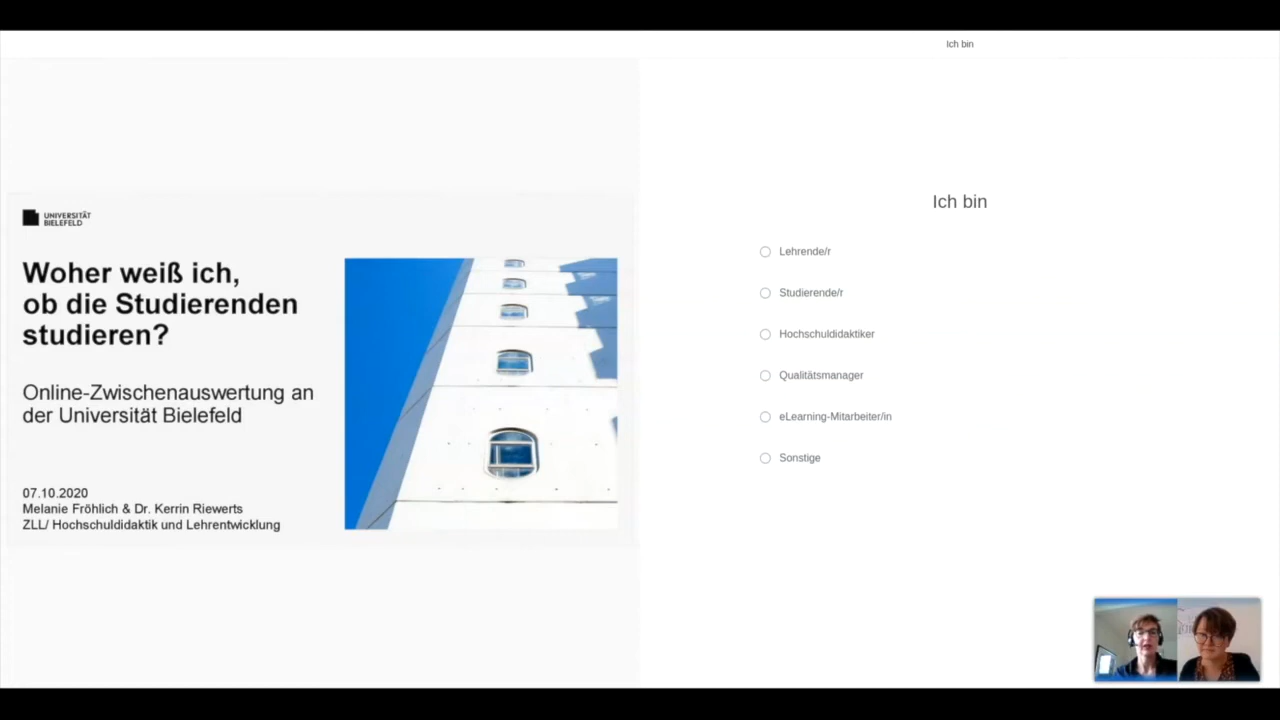 Ich bin
UNIVERSITÄT
BIELEFELD
Woher weiß ich,
ob die Studierenden
studieren?
Online-Zwischenauswertung an
der Universität Bielefeld
07.10.2020
Melanie Fröhlich & Dr. Kerrin Riewerts
ZLL/ Hochschuldidaktik und Lehrentwicklung
Ich bin
Lehrende/r
Studierende/r
Hochschuldidaktiker
Qualitätsmanager
eLearning-Mitarbeiter/in
Sonstige